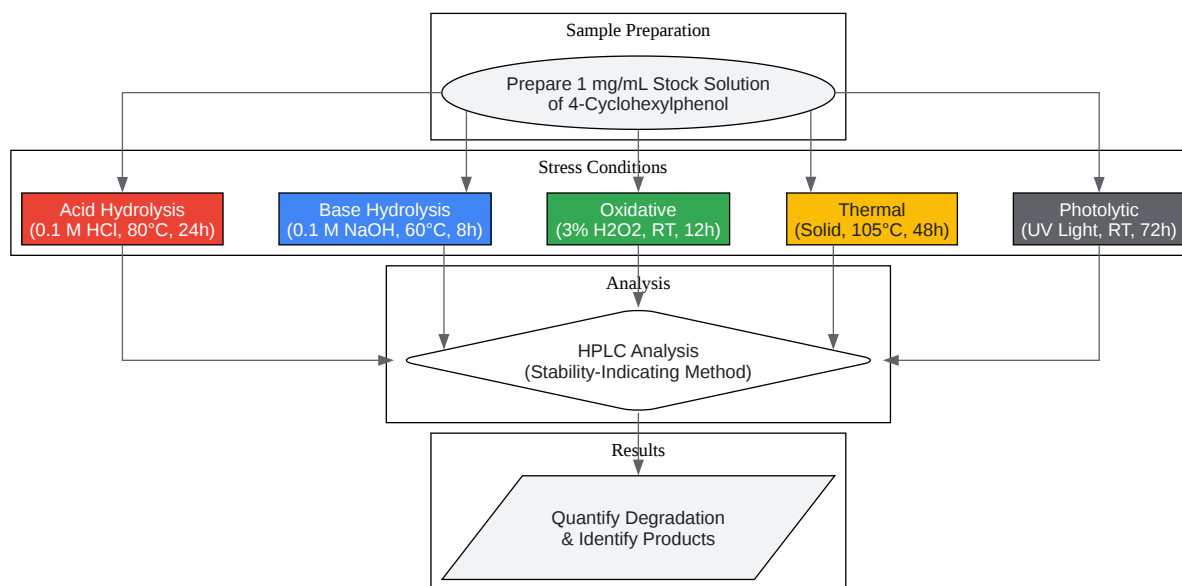 Sample Preparation
Prepare 1 mg/mL Stock Solution
of 4-Cyclohexylphenol
Stress Conditions
Acid Hydrolysis
(0.1 M HCl, 80°C, 24h)
Base Hydrolysis
(0.1 M NaOH, 60°C, 8h)
Oxidative
(3% H2O2, RT, 12h)
Thermal
(Solid, 105°C, 48h)
Photolytic
(UV Light, RT, 72h)
Analysis
HPLC Analysis
(Stability-Indicating Method)
Results
Quantify Degradation
& Identify Products